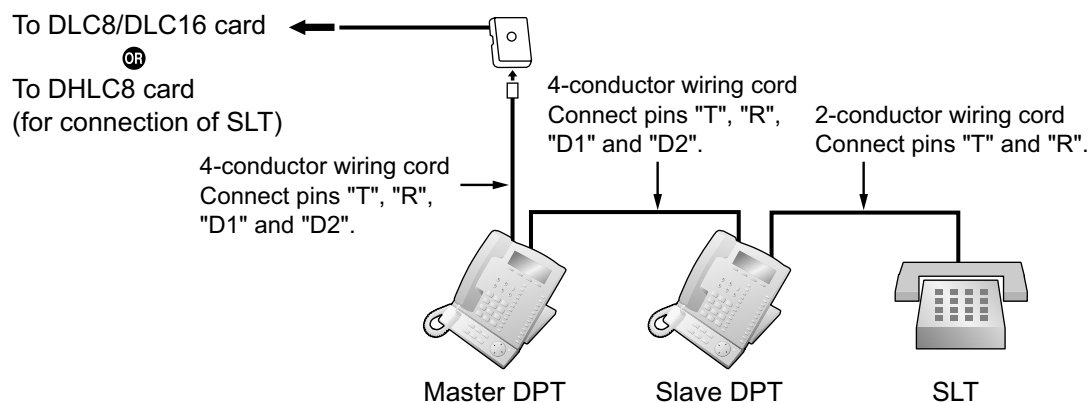 To DLC8/DLC16 card
OR
To DHLC8 card
(for connection of SLT)
4-conductor wiring cord
Connect pins "T", "R",
"D1" and "D2".
4-conductor wiring cord
Connect pins "T", "R",
"D1" and "D2".
2-conductor wiring cord
Connect pins "T" and "R".
Master DPT
Slave DPT
SLT